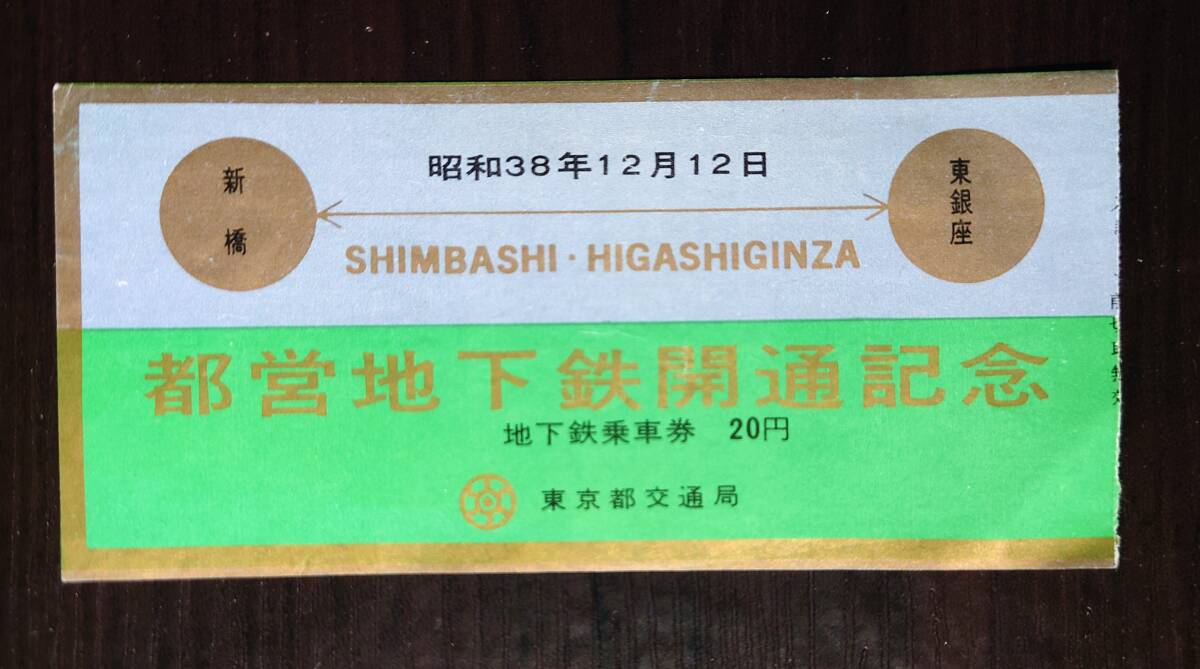 昭和38年12月12日
新橋
東銀座
SHIMBASHI・HIGASHIGINZA
都営地下鉄開通記念
地下鉄乗車券 20円
東京都交通局